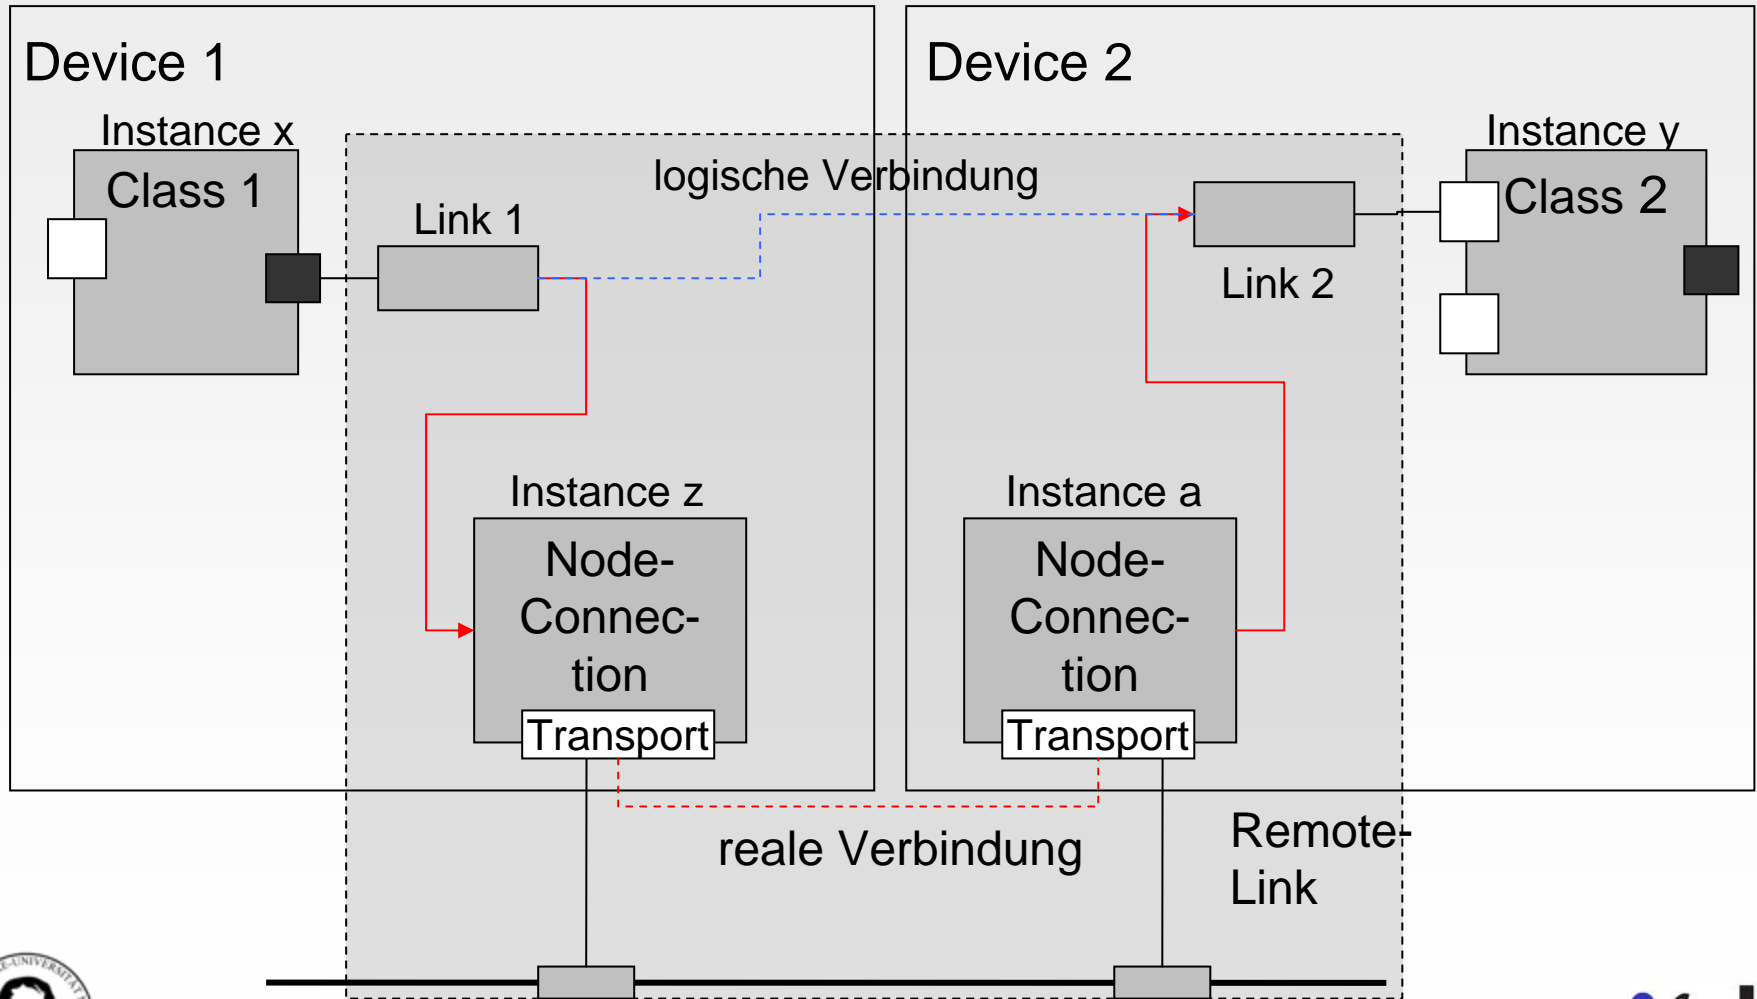 Device 1
Device 2
Instance x
Class 1
Link 1
logische Verbindung
Instance y
Class 2
Link 2
Instance z
Node-
Connec-
tion
Transport
Instance a
Node-
Connec-
tion
Transport
reale Verbindung
Remote-
Link